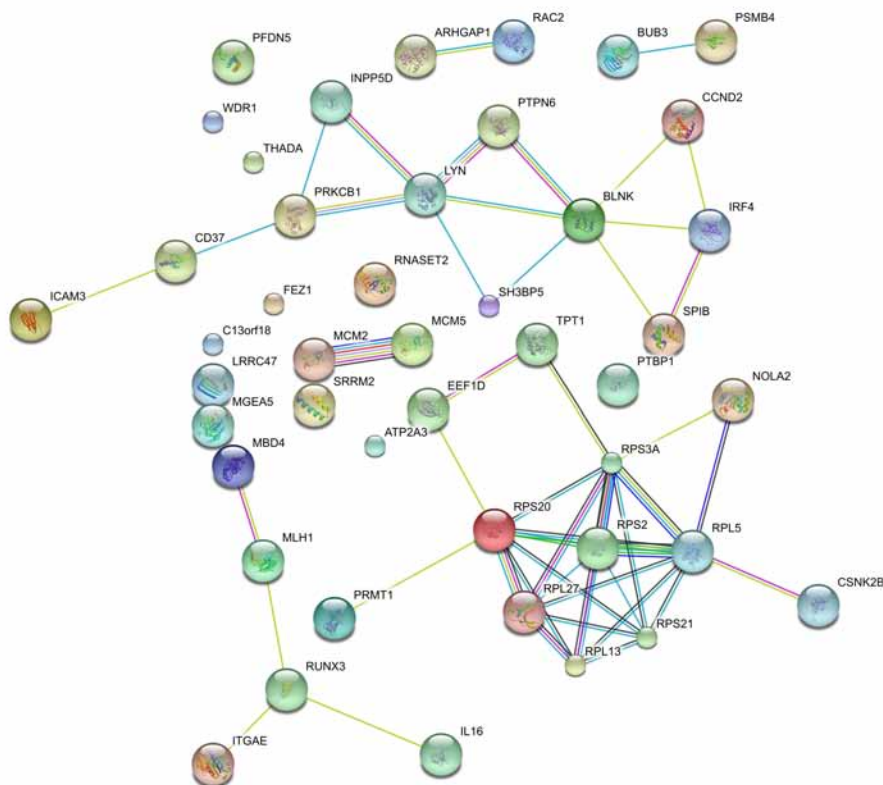 RAC2
PSMB4
ARHGAP1
BUB3
PFDN5
INPP5D
CCND2
PTPN6
WDR1
THADA
LYN
BLNK
PRKCB1
IRF4
CD37
RNASET2
ICAM3
FEZ1
SH3BP5
SPIB
TPT1
MCM5
C13orf18
MCM2
LRRC47
PTBP1
SRRM2
NOLA2
EEF1D
MGEA5
ATP2A3
MBD4
RPS3A
RPS20
RPS2
RPL5
MLH1
CSNK2B
PRMT1
RPL27
RPS21
RPL13
RUNX3
IL16
ITGAE